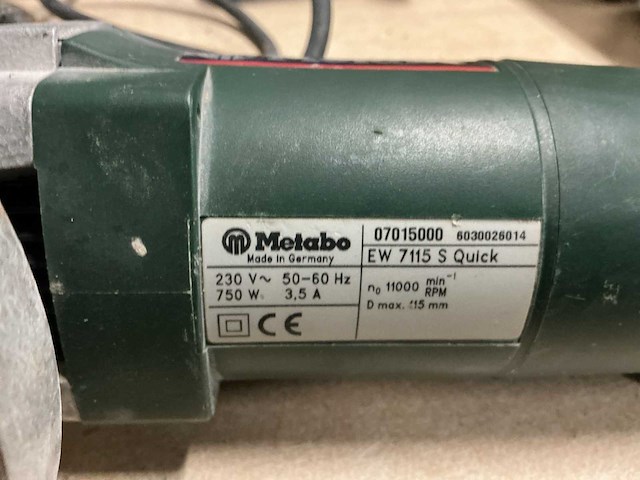 Metabo
Made in Germany
230 V~ 50-60 Hz
750 W. 3,5 A
CE
07015000 6030026014
EW 7115 S Quick
n₀ 11000 min⁻¹ RPM
D max. 115 mm